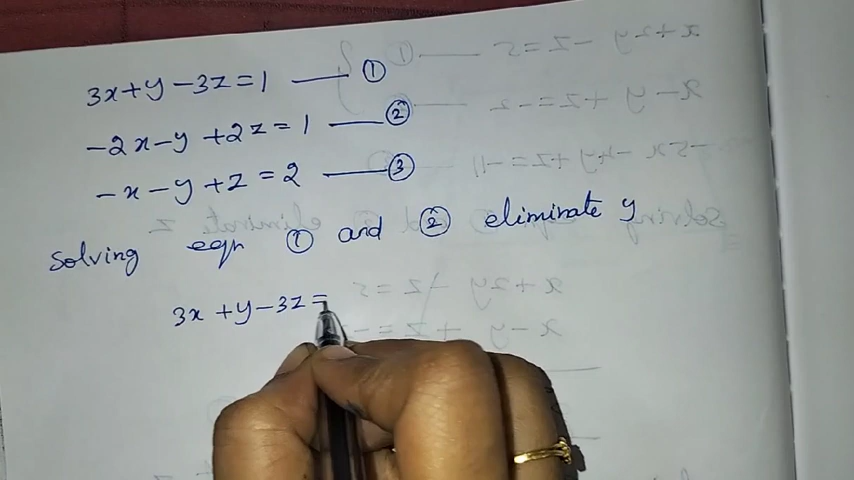 3x+y-3z=1 —— ①
-2x-y+2z=1 —— ②
-x-y+z=2 —— ③
Solving eqn ① and ② eliminate y
3x+y-3z=